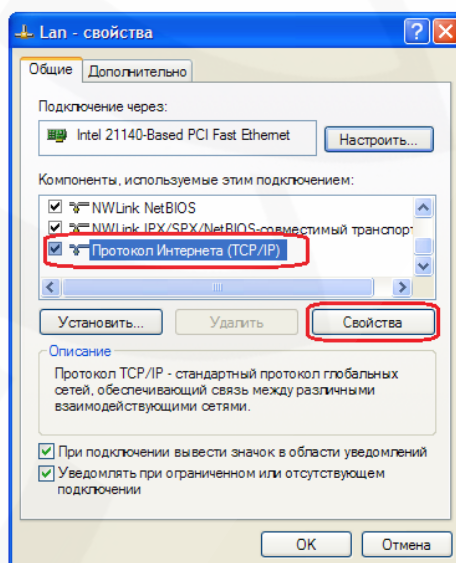 Lan - свойства
Общие
Дополнительно
Подключение через:
Intel 21140-Based PCI Fast Ethernet
Настроить...
Компоненты, используемые этим подключением:
NWLink NetBIOS
NWLink IPX/SPX/NetBIOS-совместимый транспорт
Протокол Интернета (TCP/IP)
Установить...
Удалить
Свойства
Описание
Протокол TCP/IP - стандартный протокол глобальных
сетей, обеспечивающий связь между различными
взаимодействующими сетями.
При подключении вывести значок в области уведомлений
Уведомлять при ограниченном или отсутствующем
подключении
OK
Отмена